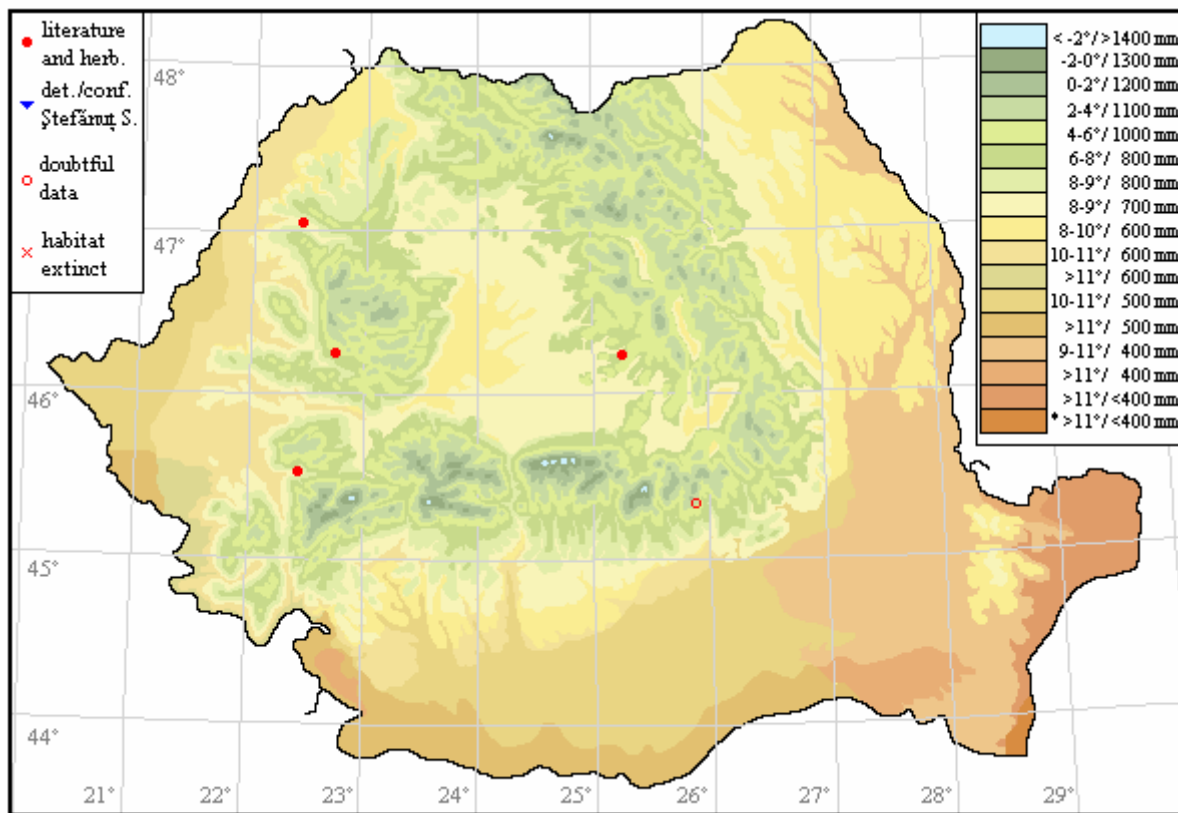 literature
and herb.
det./conf.
Ştefănuţ S.
doubtful
data
habitat
extinct
< -2°/>1400 mm
-2-0°/1300 mm
0-2°/1200 mm
2-4°/1100 mm
4-6°/1000 mm
6-8°/ 800 mm
8-9°/ 800 mm
8-9°/ 700 mm
8-10°/ 600 mm
10-11°/ 600 mm
>11°/ 600 mm
10-11°/ 500 mm
>11°/ 500 mm
9-11°/ 400 mm
>11°/ 400 mm
>11°/<400 mm
* >11°/<400 mm
48°
47°
46°
45°
44°
21° 22° 23° 24° 25° 26° 27° 28° 29°